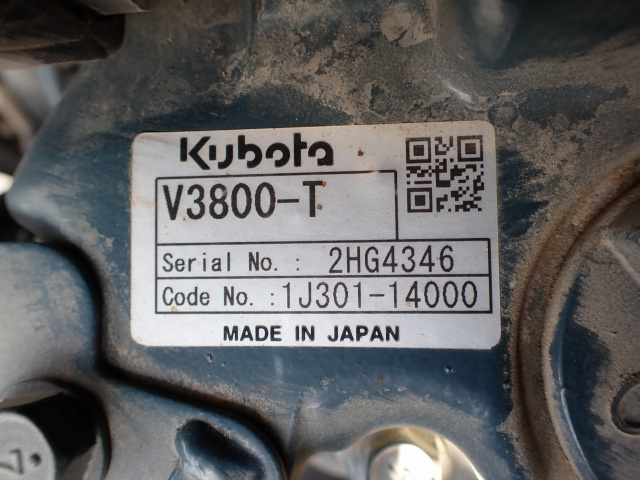 Kubota
V3800-T
Serial No. : 2HG4346
Code No. : 1J301-14000
MADE IN JAPAN